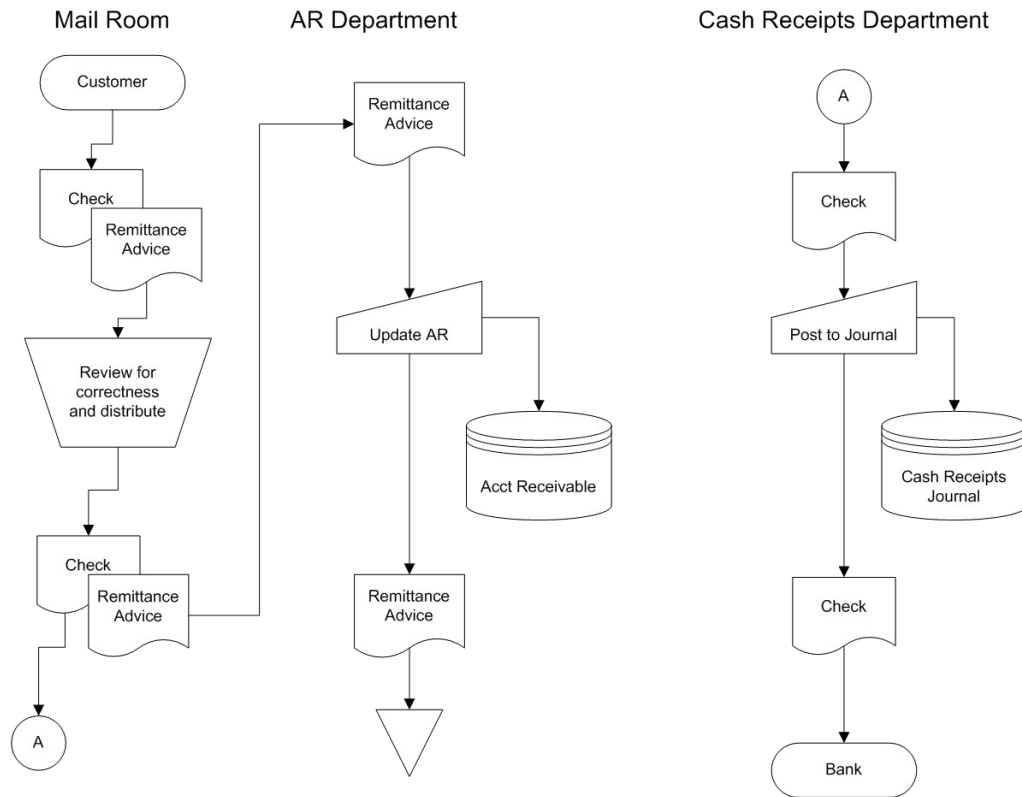 Mail Room
Customer
Check
Remittance
Advice
Review for
correctness
and distribute
Check
Remittance
Advice
A
AR Department
Remittance
Advice
Update AR
Acct Receivable
Remittance
Advice
Cash Receipts Department
A
Check
Post to Journal
Cash Receipts
Journal
Check
Bank